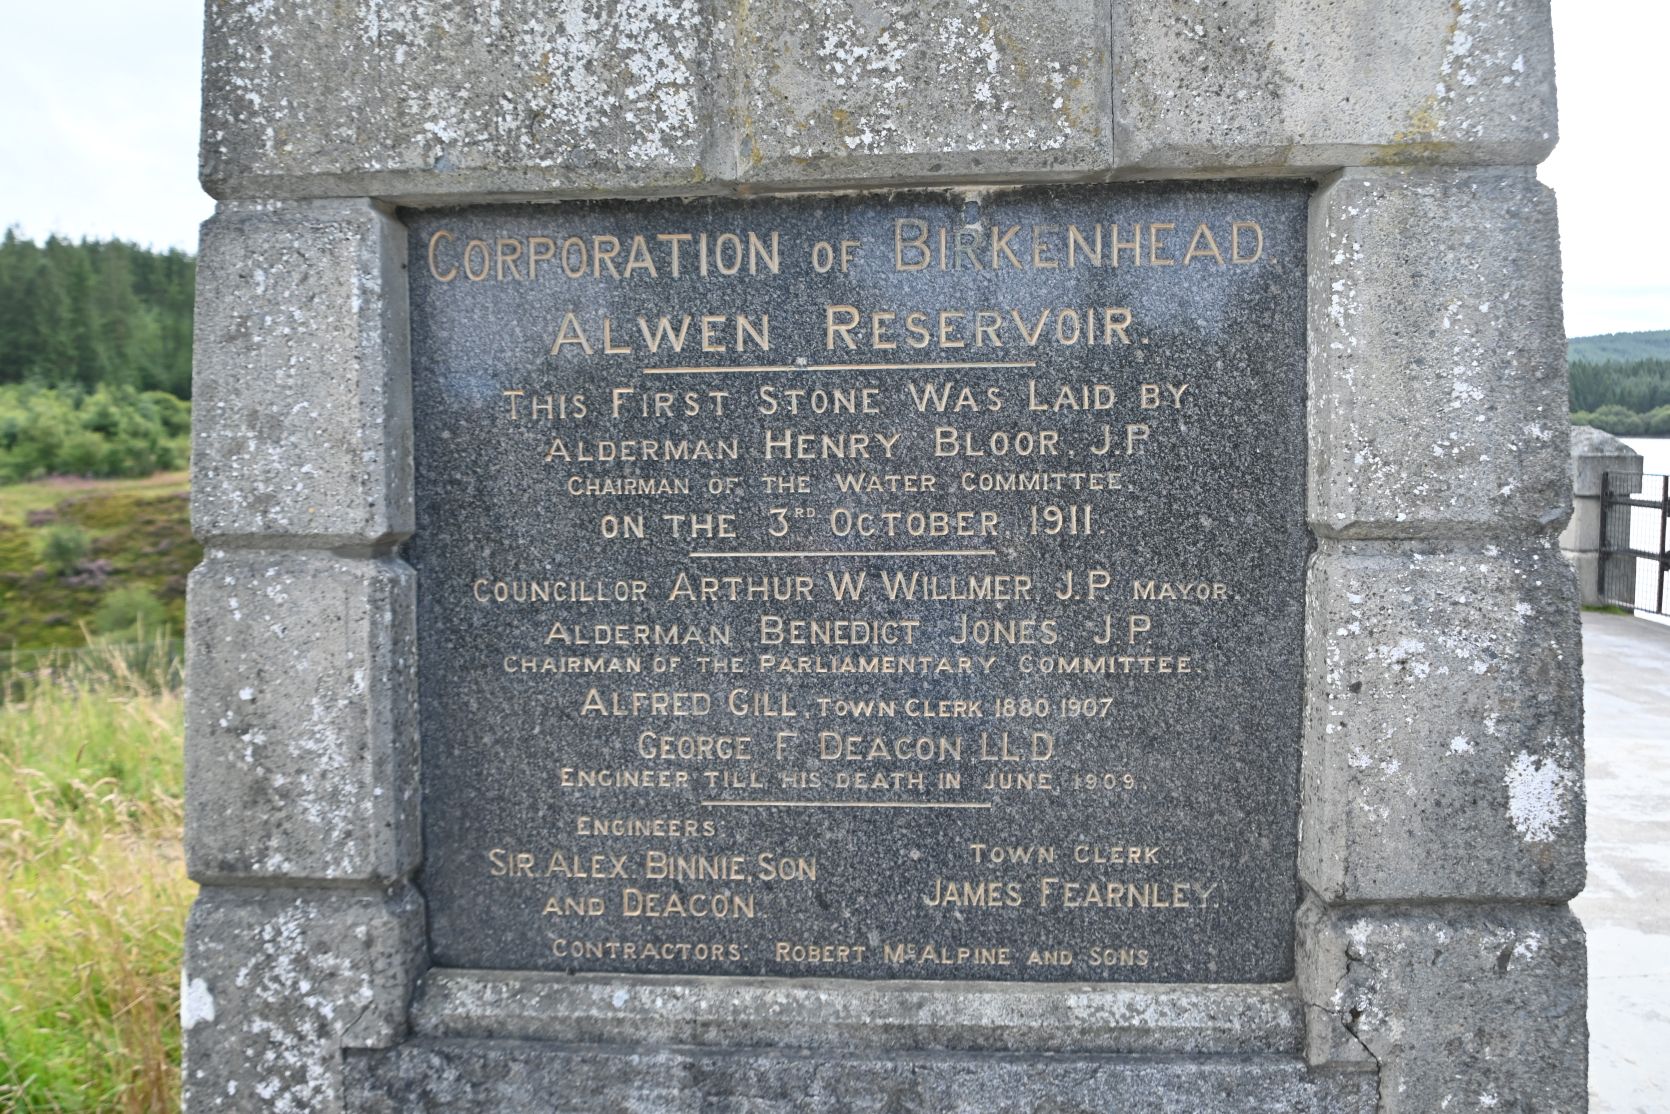 CORPORATION OF BIRKENHEAD.
ALWEN RESERVOIR.
THIS FIRST STONE WAS LAID BY
ALDERMAN HENRY BLOOR. J.P.
CHAIRMAN OF THE WATER COMMITTEE.
ON THE 3RD OCTOBER 1911.
COUNCILLOR ARTHUR W WILLMER J.P. MAYOR.
ALDERMAN BENEDICT JONES J.P.
CHAIRMAN OF THE PARLIAMENTARY COMMITTEE.
ALFRED GILL, TOWN CLERK 1880 1907
GEORGE F DEACON, LL.D
ENGINEER TILL HIS DEATH IN JUNE, 1909.
ENGINEERS:
SIR ALEX. BINNIE, SON
AND DEACON.
TOWN CLERK:
JAMES FEARNLEY.
CONTRACTORS: ROBERT McALPINE AND SONS.